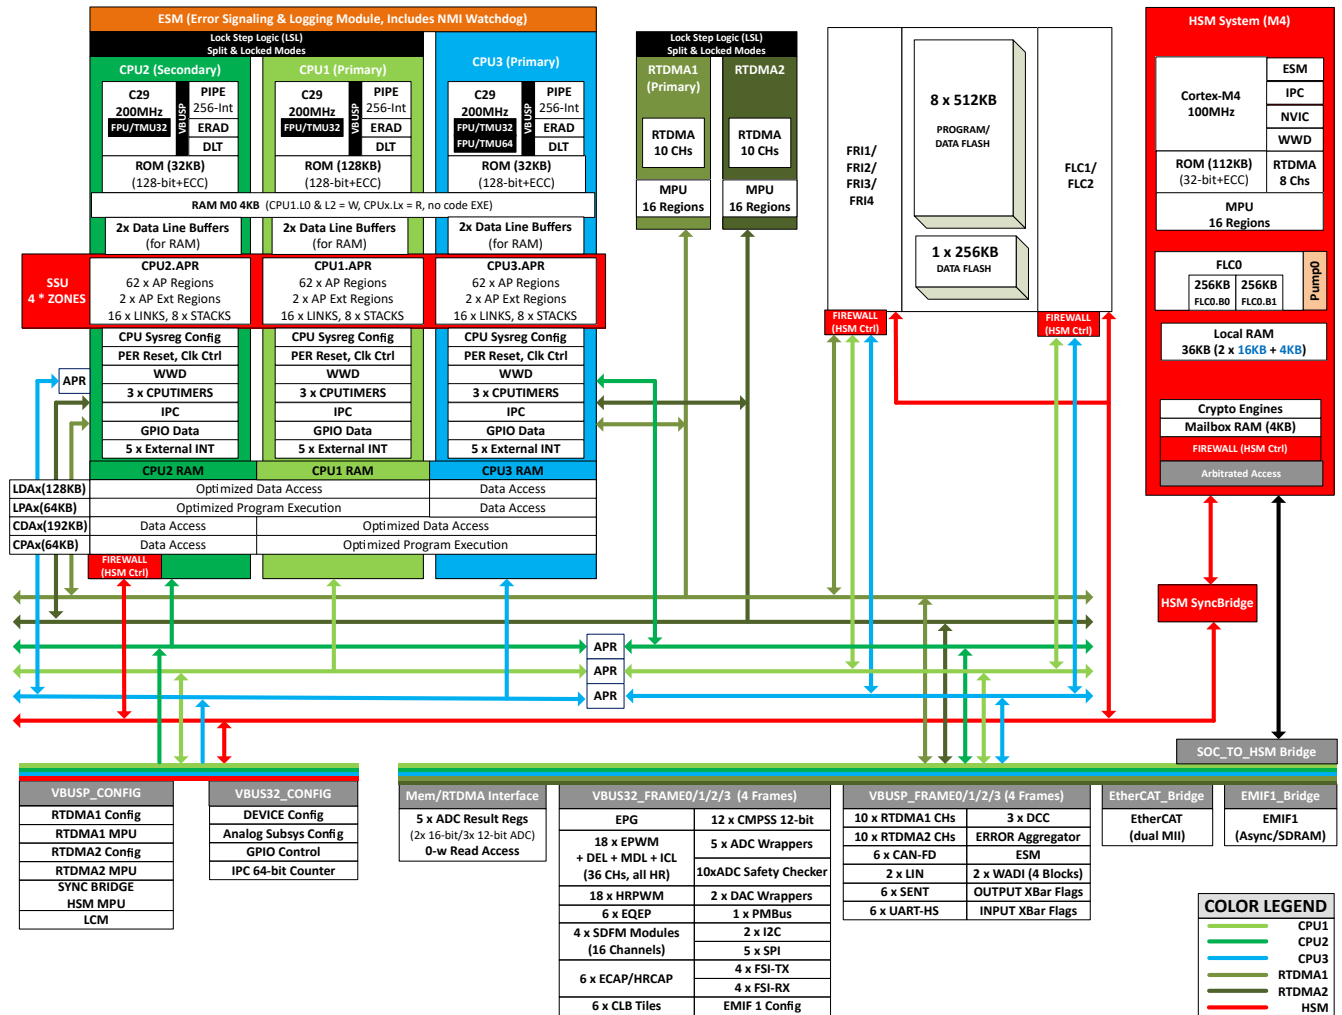 ESM (Error Signaling & Logging Module, Includes NMI Watchdog)
Lock Step Logic (LSL)
Split & Locked Modes
CPU2 (Secondary)
CPU1 (Primary)
CPU3 (Primary)
C29
200MHz
FPU/TMU32
VBUSP
PIPE
256-Int
ERAD
DLT
C29
200MHz
FPU/TMU32
VBUSP
PIPE
256-Int
ERAD
DLT
C29
200MHz
FPU/TMU32
FPU/TMU64
VBUSP
PIPE
256-Int
ERAD
DLT
ROM (32KB)
(128-bit+ECC)
ROM (128KB)
(128-bit+ECC)
ROM (32KB)
(128-bit+ECC)
RAM M0 4KB (CPU1.L0 & L2 = W, CPUx.Lx = R, no code EXE)
2x Data Line Buffers
(for RAM)
2x Data Line Buffers
(for RAM)
2x Data Line Buffers
(for RAM)
SSU
4 * ZONES
CPU2.APR
62 x AP Regions
2 x AP Ext Regions
16 x LINKS, 8 x STACKS
CPU1.APR
62 x AP Regions
2 x AP Ext Regions
16 x LINKS, 8 x STACKS
CPU3.APR
62 x AP Regions
2 x AP Ext Regions
16 x LINKS, 8 x STACKS
CPU Sysreg Config
PER Reset, Clk Ctrl
WWD
3 x CPUTIMERS
IPC
GPIO Data
5 x External INT
CPU Sysreg Config
PER Reset, Clk Ctrl
WWD
3 x CPUTIMERS
IPC
GPIO Data
5 x External INT
CPU Sysreg Config
PER Reset, Clk Ctrl
WWD
3 x CPUTIMERS
IPC
GPIO Data
5 x External INT
APR
CPU2 RAM
CPU1 RAM
CPU3 RAM
LDAx(128KB)
Optimized Data Access
Data Access
LPAx(64KB)
Optimized Program Execution
Data Access
CDAx(192KB)
Data Access
Optimized Data Access
CPAx(64KB)
Data Access
Optimized Program Execution
FIREWALL
(HSM Ctrl)
Lock Step Logic (LSL)
Split & Locked Modes
RTDMA1
(Primary)
RTDMA2
RTDMA
10 CHs
RTDMA
10 CHs
MPU
16 Regions
MPU
16 Regions
FRI1/
FRI2/
FRI3/
FRI4
8 x 512KB
PROGRAM/
DATA FLASH
1 x 256KB
DATA FLASH
FLC1/
FLC2
FIREWALL
(HSM Ctrl)
FIREWALL
(HSM Ctrl)
HSM System (M4)
Cortex-M4
100MHz
ESM
IPC
NVIC
WWD
ROM (112KB)
(32-bit+ECC)
RTDMA
8 Chs
MPU
16 Regions
FLC0
256KB
FLC0.B0
256KB
FLC0.B1
Pump0
Local RAM
36KB (2 x 16KB + 4KB)
Crypto Engines
Mailbox RAM (4KB)
FIREWALL (HSM Ctrl)
Arbitrated Access
HSM SyncBridge
APR
APR
APR
SOC_TO_HSM Bridge
VBUSP_CONFIG
RTDMA1 Config
RTDMA1 MPU
RTDMA2 Config
RTDMA2 MPU
SYNC BRIDGE
HSM MPU
LCM
VBUS32_CONFIG
DEVICE Config
Analog Subsys Config
GPIO Control
IPC 64-bit Counter
Mem/RTDMA Interface
5 x ADC Result Regs
(2x 16-bit/3x 12-bit ADC)
0-w Read Access
VBUS32_FRAME0/1/2/3 (4 Frames)
EPG
18 x EPWM
+ DEL + MDL + ICL
(36 CHs, all HR)
18 x HRPWM
6 x EQEP
4 x SDFM Modules
(16 Channels)
6 x ECAP/HRCAP
6 x CLB Tiles
12 x CMPSS 12-bit
5 x ADC Wrappers
10xADC Safety Checker
2 x DAC Wrappers
1 x PMBus
2 x I2C
5 x SPI
4 x FSI-TX
4 x FSI-RX
EMIF 1 Config
VBUSP_FRAME0/1/2/3 (4 Frames)
10 x RTDMA1 CHs
10 x RTDMA2 CHs
6 x CAN-FD
2 x LIN
6 x SENT
6 x UART-HS
3 x DCC
ERROR Aggregator
ESM
2 x WADI (4 Blocks)
OUTPUT XBar Flags
INPUT XBar Flags
EtherCAT_Bridge
EtherCAT
(dual MII)
EMIF1_Bridge
EMIF1
(Async/SDRAM)
COLOR LEGEND
CPU1
CPU2
CPU3
RTDMA1
RTDMA2
HSM